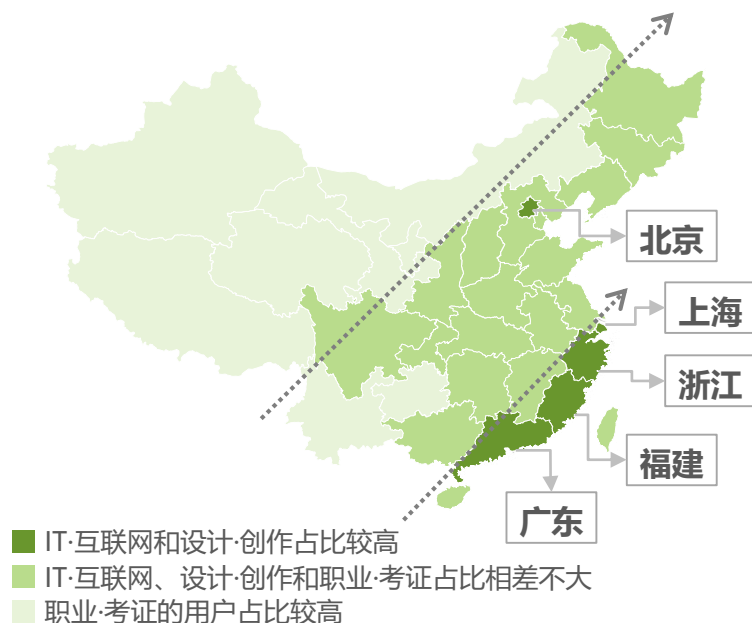 北京
上海
浙江
福建
广东
IT·互联网和设计·创作占比较高
IT·互联网、设计·创作和职业·考证占比相差不大
职业·考证的用户占比较高